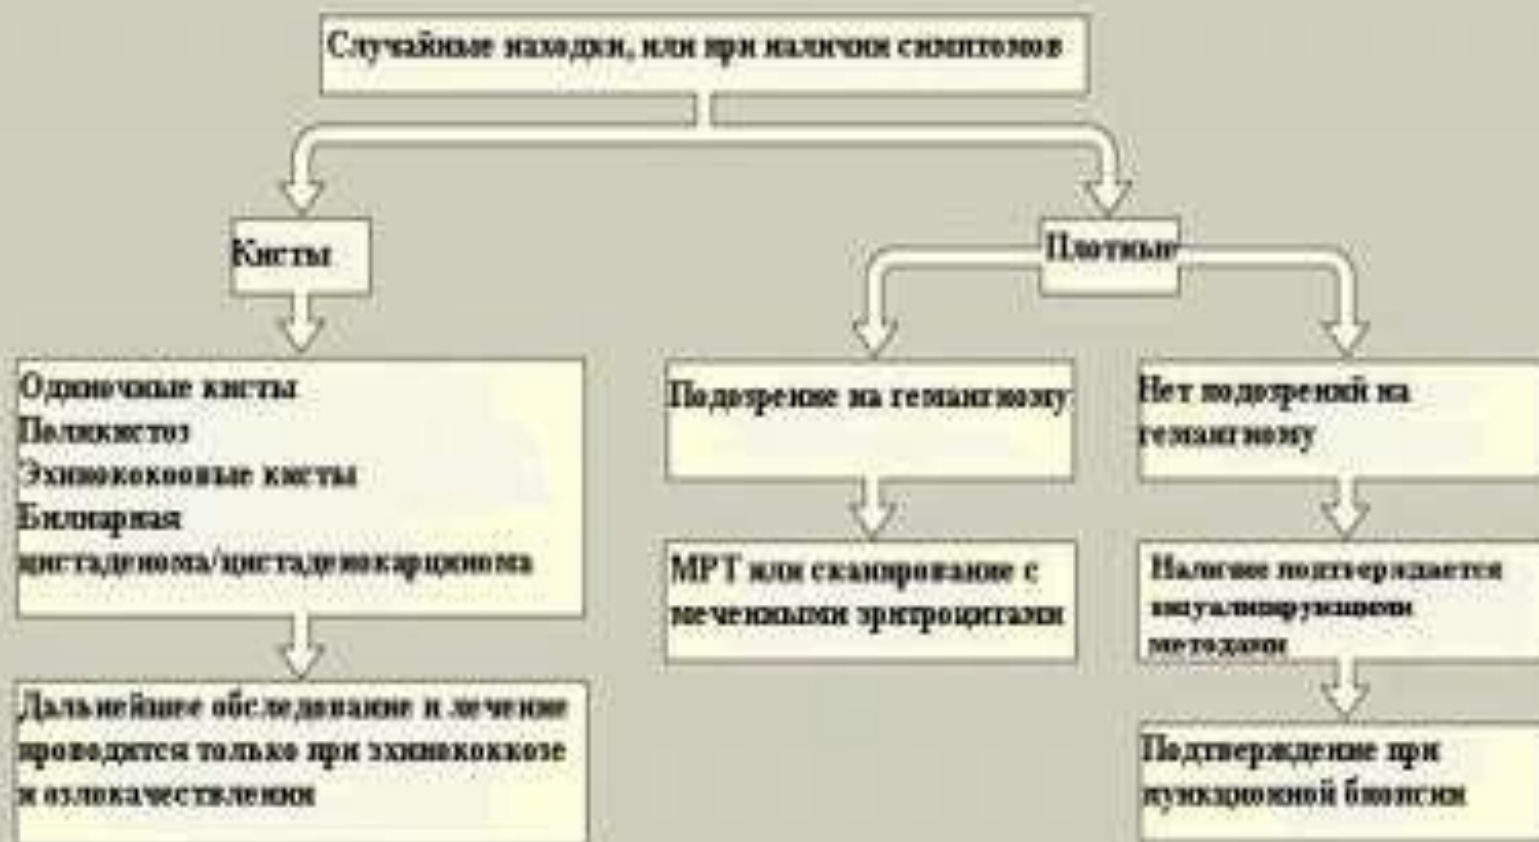 Случайные находки, или при наличии симптомов
Кисты
Плотные
Одиночные кисты
Поликистоз
Эхинококоовые кисты
Билиарная
цистаденома/цистаденокарцинома
Дальнейшее обследование и лечение
проводится только при эхинококкозе
и озлокачествлении
Подозрение на гемангиому
МРТ или сканирование с
меченными эритроцитами
Нет подозрений на
гемангиому
Наличие подтверждается
визуализирующими
методами
Подтверждение при
пункционной биопсии